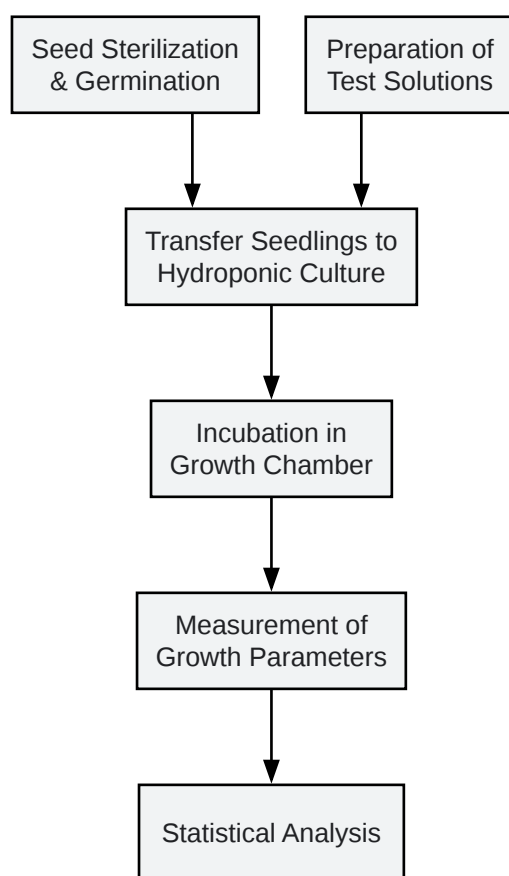 Seed Sterilization
& Germination
Preparation of
Test Solutions
Transfer Seedlings to
Hydroponic Culture
Incubation in
Growth Chamber
Measurement of
Growth Parameters
Statistical Analysis